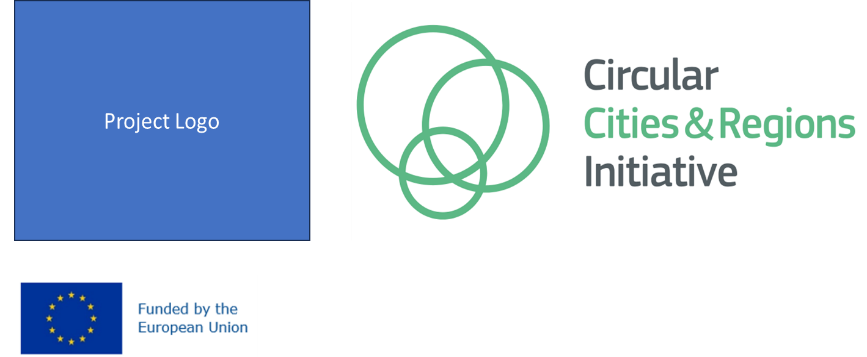 Project Logo
Circular
Cities & Regions
Initiative
Funded by the
European Union